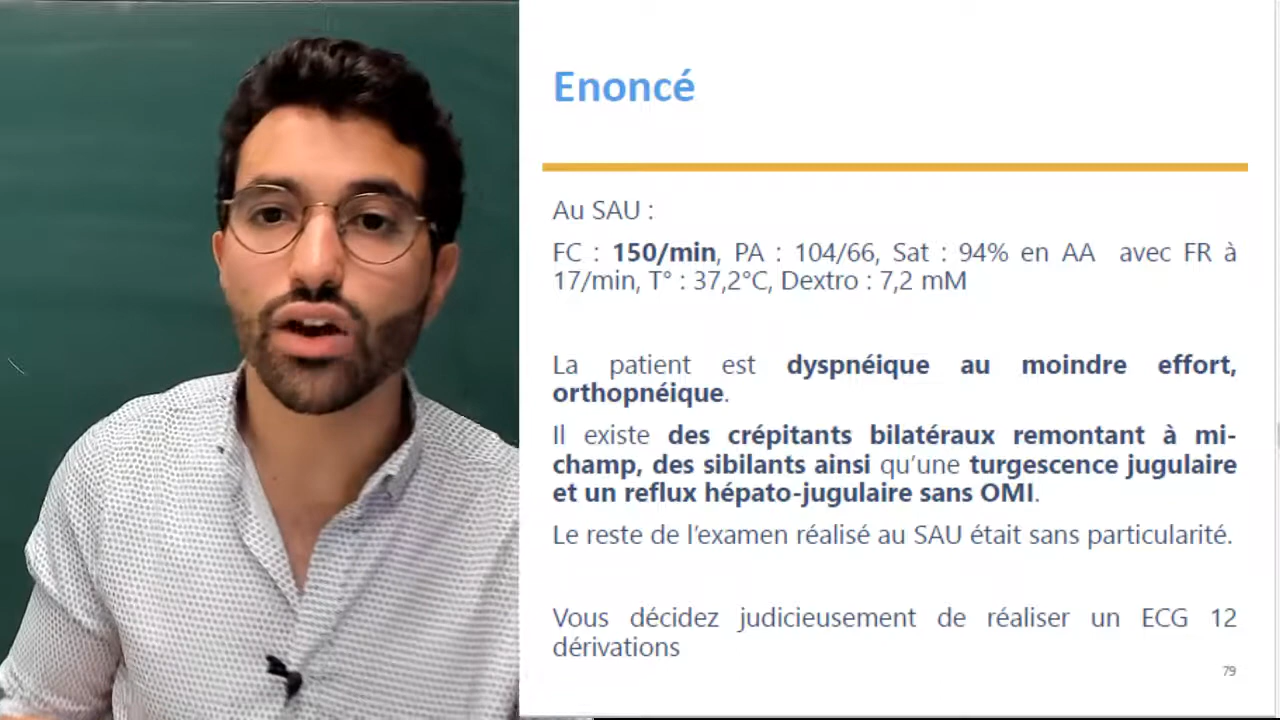 Enoncé
Au SAU :
FC : 150/min, PA : 104/66, Sat : 94% en AA avec FR à
17/min, T° : 37,2°C, Dextro : 7,2 mM
La patient est dyspnéique au moindre effort,
orthopnéique.
Il existe des crépitants bilatéraux remontant à mi-
champ, des sibilants ainsi qu’une turgescence jugulaire
et un reflux hépato-jugulaire sans OMI.
Le reste de l’examen réalisé au SAU était sans particularité.
Vous décidez judicieusement de réaliser un ECG 12
dérivations
79